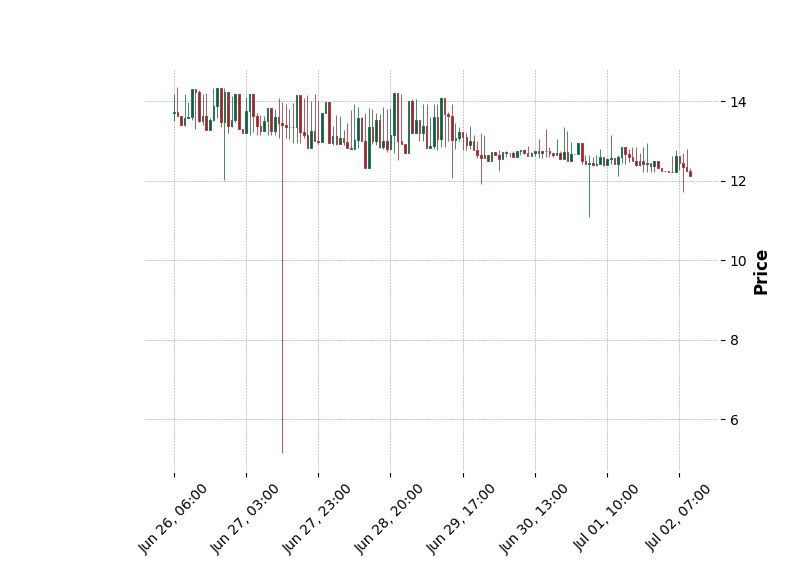 14
12
10
8
6
Price
Jun 26, 06:00
Jun 27, 03:00
Jun 27, 23:00
Jun 28, 20:00
Jun 29, 17:00
Jun 30, 13:00
Jul 01, 10:00
Jul 02, 07:00